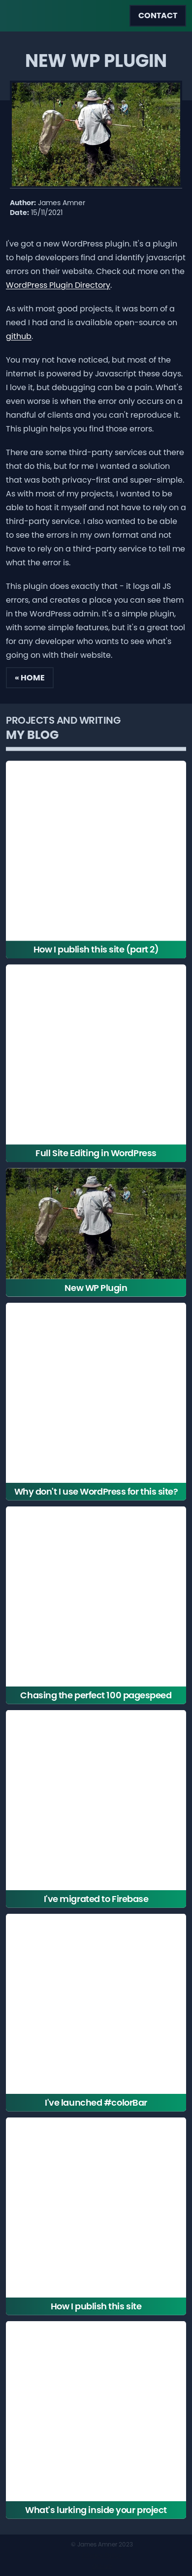 CONTACT
NEW WP PLUGIN
Author: James Amner
Date: 15/11/2021
I've got a new WordPress plugin. It's a plugin
to help developers find and identify javascript
errors on their website. Check out more on the
WordPress Plugin Directory.
As with most good projects, it was born of a
need I had and is available open-source on
github.
You may not have noticed, but most of the
internet is powered by Javascript these days.
I love it, but debugging can be a pain. What's
even worse is when the error only occurs on a
handful of clients and you can't reproduce it.
This plugin helps you find those errors.
There are some third-party services out there
that do this, but for me I wanted a solution
that was both privacy-first and super-simple.
As with most of my projects, I wanted to be
able to host it myself and not have to rely on a
third-party service. I also wanted to be able
to see the errors in my own format and not
have to rely on a third-party service to tell me
what the error is.
This plugin does exactly that - it logs all JS
errors and creates a place you can see them
in the WordPress admin. It's a simple plugin,
with some simple features, but it's a great tool
for any developer who wants to see what's
going on with their website.
« HOME
PROJECTS AND WRITING
MY BLOG
How I publish this site (part 2)
Full Site Editing in WordPress
New WP Plugin
Why don't I use WordPress for this site?
Chasing the perfect 100 pagespeed
I've migrated to Firebase
I've launched #colorBar
How I publish this site
What's lurking inside your project
© James Amner 2023